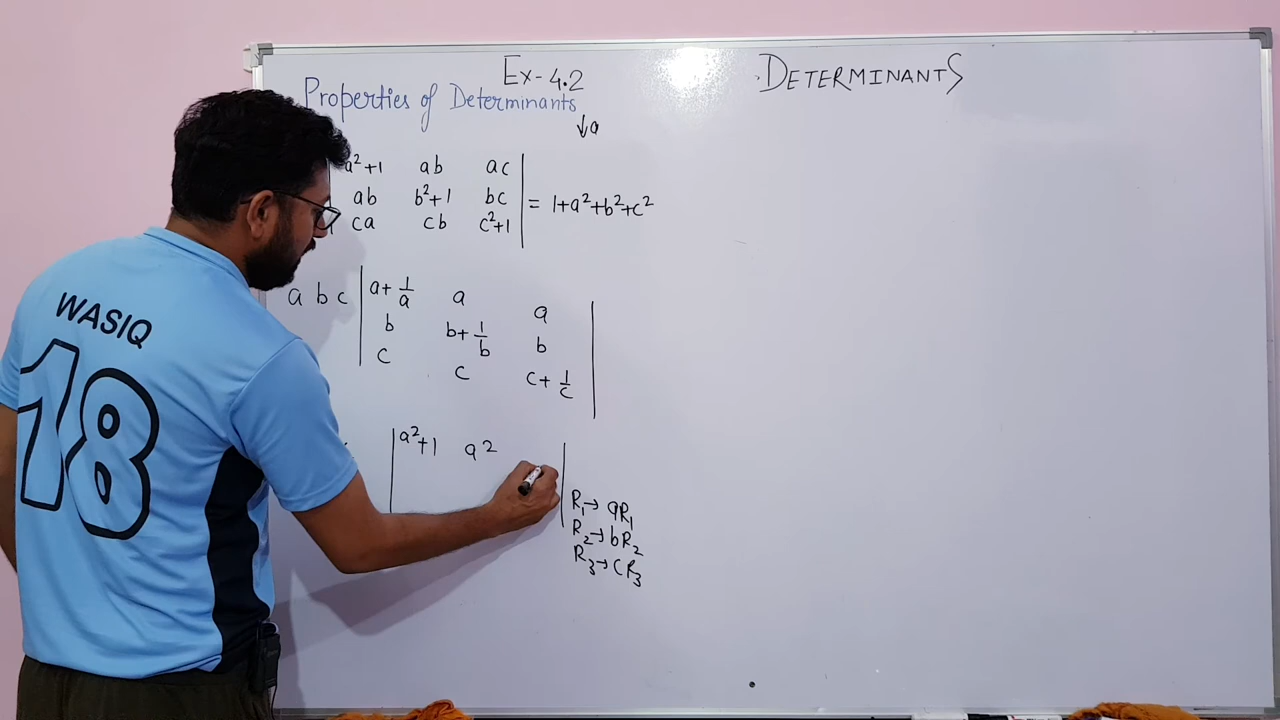 Ex-4.2
DETERMINANTS
Properties of Determinants
↓a
a²+1 ab ac
ab b²+1 bc = 1+a²+b²+c²
ca cb c²+1
a b c | a+1/a a a |
b b+1/b b
c c c+1/c
| a²+1 a² |
R₁→aR₁
R₂→bR₂
R₃→cR₃
WASIQ
18